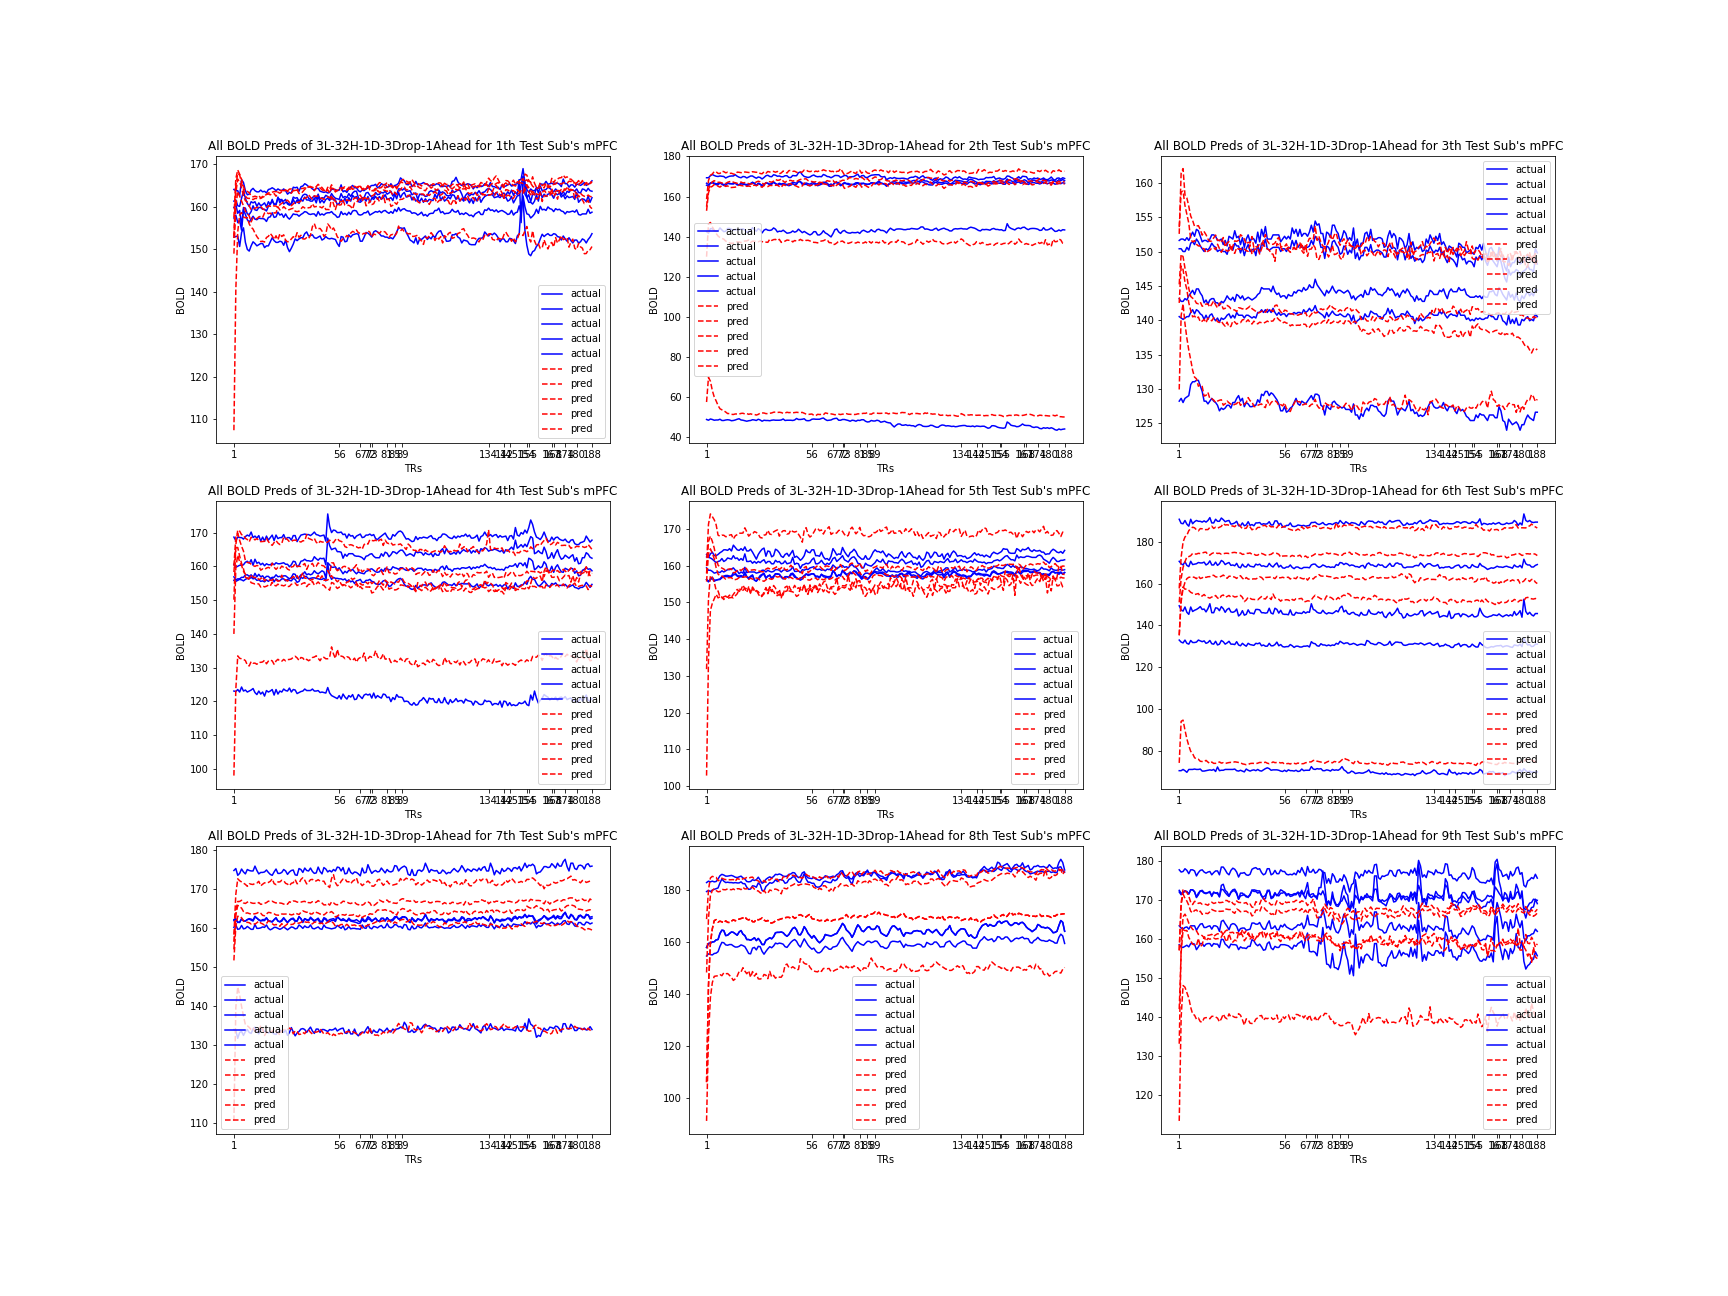 All BOLD Preds of 3L-32H-1D-3Drop-1Ahead for 1th Test Sub's mPFC
170
160
150
140
130
120
110
BOLD
actual
actual
actual
actual
actual
pred
pred
pred
pred
pred
1 56 134 188
TRs
All BOLD Preds of 3L-32H-1D-3Drop-1Ahead for 2th Test Sub's mPFC
180
160
140
120
100
80
60
40
BOLD
actual
actual
actual
actual
actual
pred
pred
pred
pred
pred
1 56 134 188
TRs
All BOLD Preds of 3L-32H-1D-3Drop-1Ahead for 3th Test Sub's mPFC
160
155
150
145
140
135
130
125
BOLD
actual
actual
actual
actual
actual
pred
pred
pred
pred
pred
1 56 134 188
TRs
All BOLD Preds of 3L-32H-1D-3Drop-1Ahead for 4th Test Sub's mPFC
170
160
150
140
130
120
110
100
BOLD
actual
actual
actual
actual
actual
pred
pred
pred
pred
pred
1 56 134 188
TRs
All BOLD Preds of 3L-32H-1D-3Drop-1Ahead for 5th Test Sub's mPFC
170
160
150
140
130
120
110
100
BOLD
actual
actual
actual
actual
actual
pred
pred
pred
pred
pred
1 56 134 188
TRs
All BOLD Preds of 3L-32H-1D-3Drop-1Ahead for 6th Test Sub's mPFC
180
160
140
120
100
80
BOLD
actual
actual
actual
actual
actual
pred
pred
pred
pred
pred
1 56 134 188
TRs
All BOLD Preds of 3L-32H-1D-3Drop-1Ahead for 7th Test Sub's mPFC
180
170
160
150
140
130
120
110
BOLD
actual
actual
actual
actual
actual
pred
pred
pred
pred
pred
1 56 134 188
TRs
All BOLD Preds of 3L-32H-1D-3Drop-1Ahead for 8th Test Sub's mPFC
180
160
140
120
100
BOLD
actual
actual
actual
actual
actual
pred
pred
pred
pred
pred
1 56 134 188
TRs
All BOLD Preds of 3L-32H-1D-3Drop-1Ahead for 9th Test Sub's mPFC
180
170
160
150
140
130
120
BOLD
actual
actual
actual
actual
actual
pred
pred
pred
pred
pred
1 56 134 188
TRs